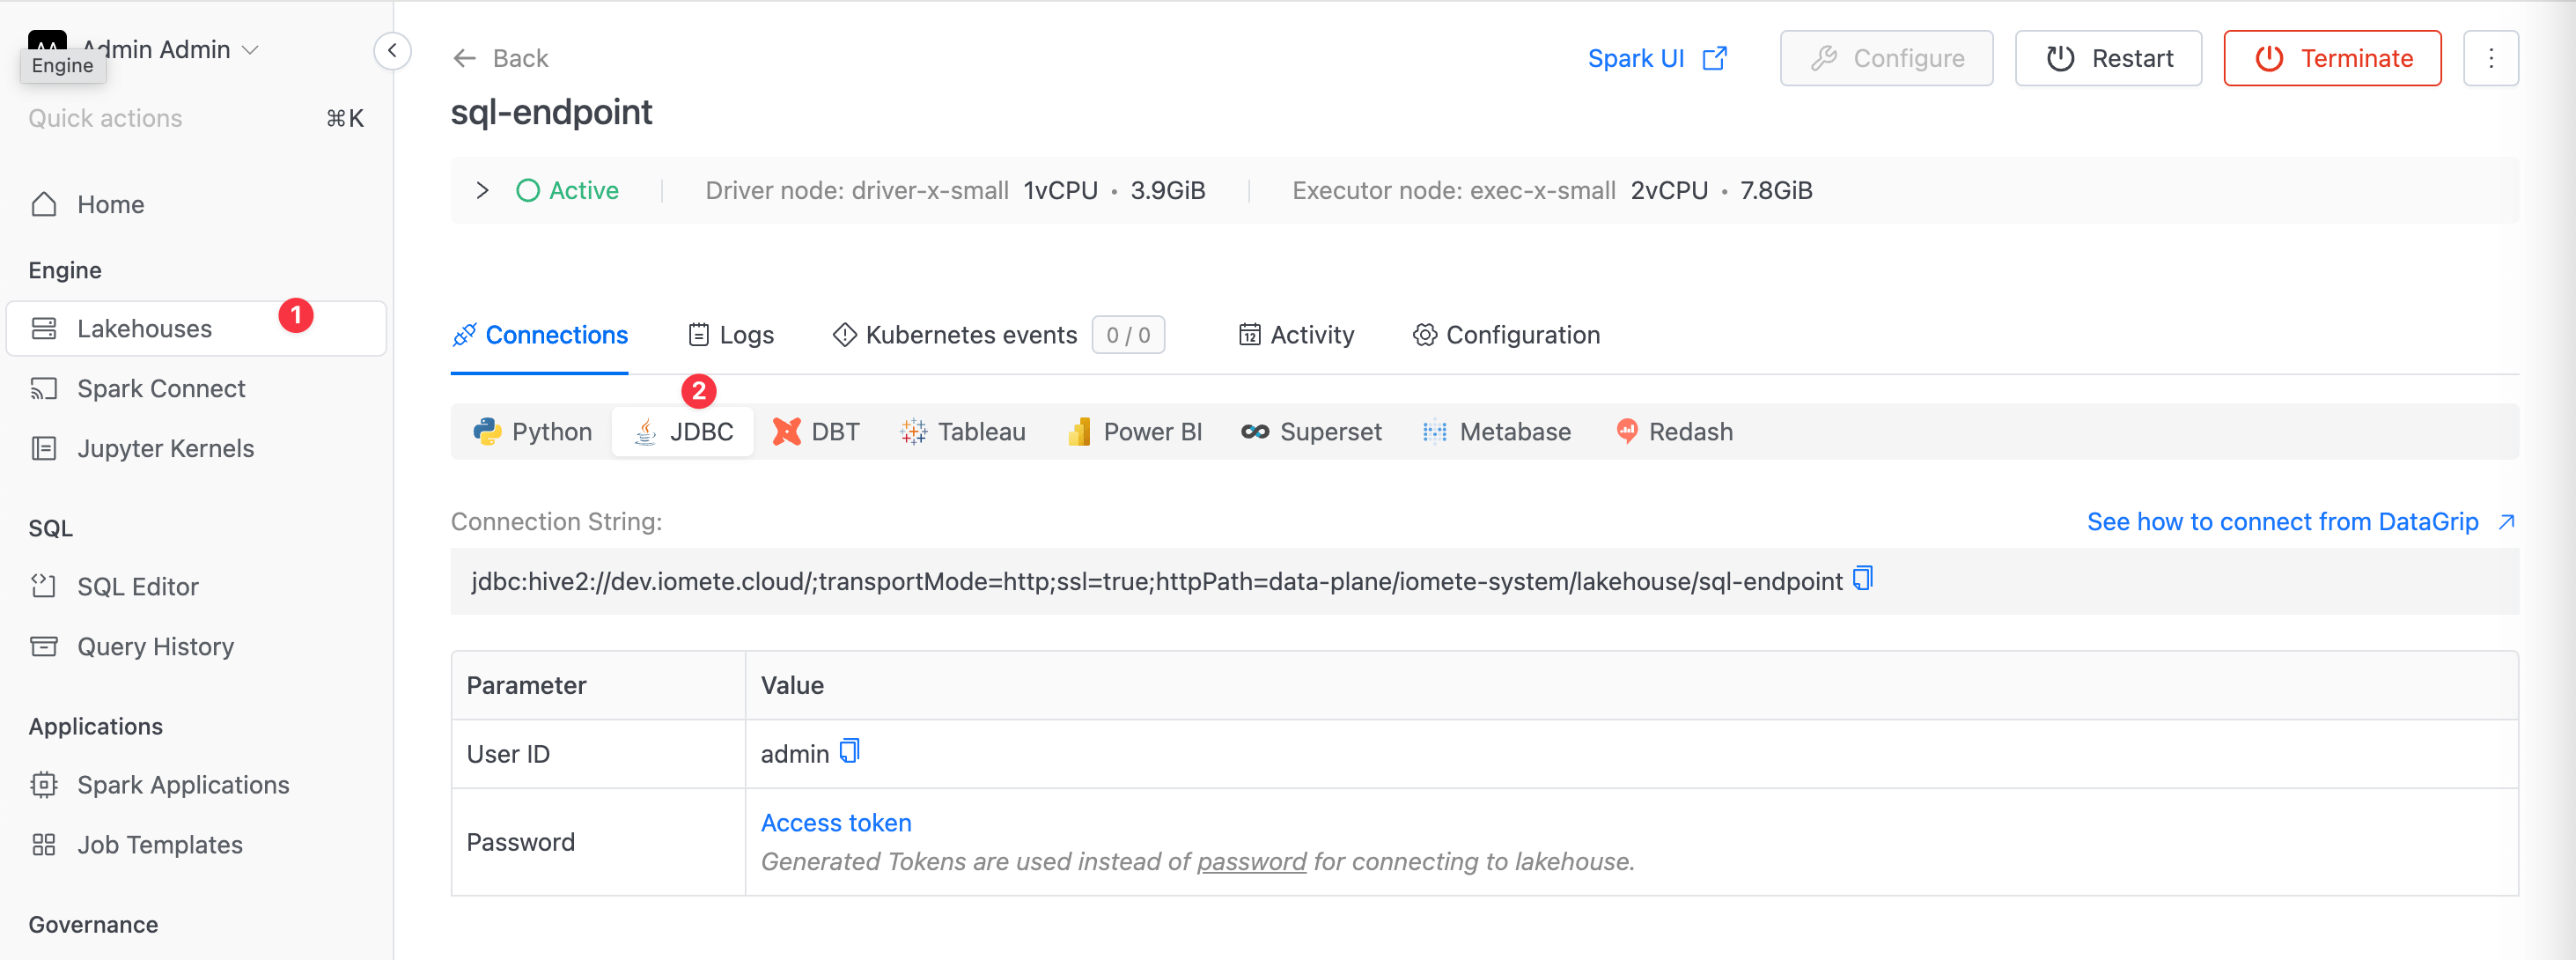 Admin Admin
Engine
Quick actions ⌘K
Home
Engine
Lakehouses 1
Spark Connect
Jupyter Kernels
SQL
SQL Editor
Query History
Applications
Spark Applications
Job Templates
Governance
Back
Spark UI Configure Restart Terminate
sql-endpoint
Active Driver node: driver-x-small 1vCPU • 3.9GiB Executor node: exec-x-small 2vCPU • 7.8GiB
Connections Logs Kubernetes events 0 / 0 Activity Configuration
2
Python JDBC DBT Tableau Power BI Superset Metabase Redash
Connection String: See how to connect from DataGrip
jdbc:hive2://dev.iomete.cloud/;transportMode=http;ssl=true;httpPath=data-plane/iomete-system/lakehouse/sql-endpoint
Parameter Value
User ID admin
Password Access token
Generated Tokens are used instead of password for connecting to lakehouse.